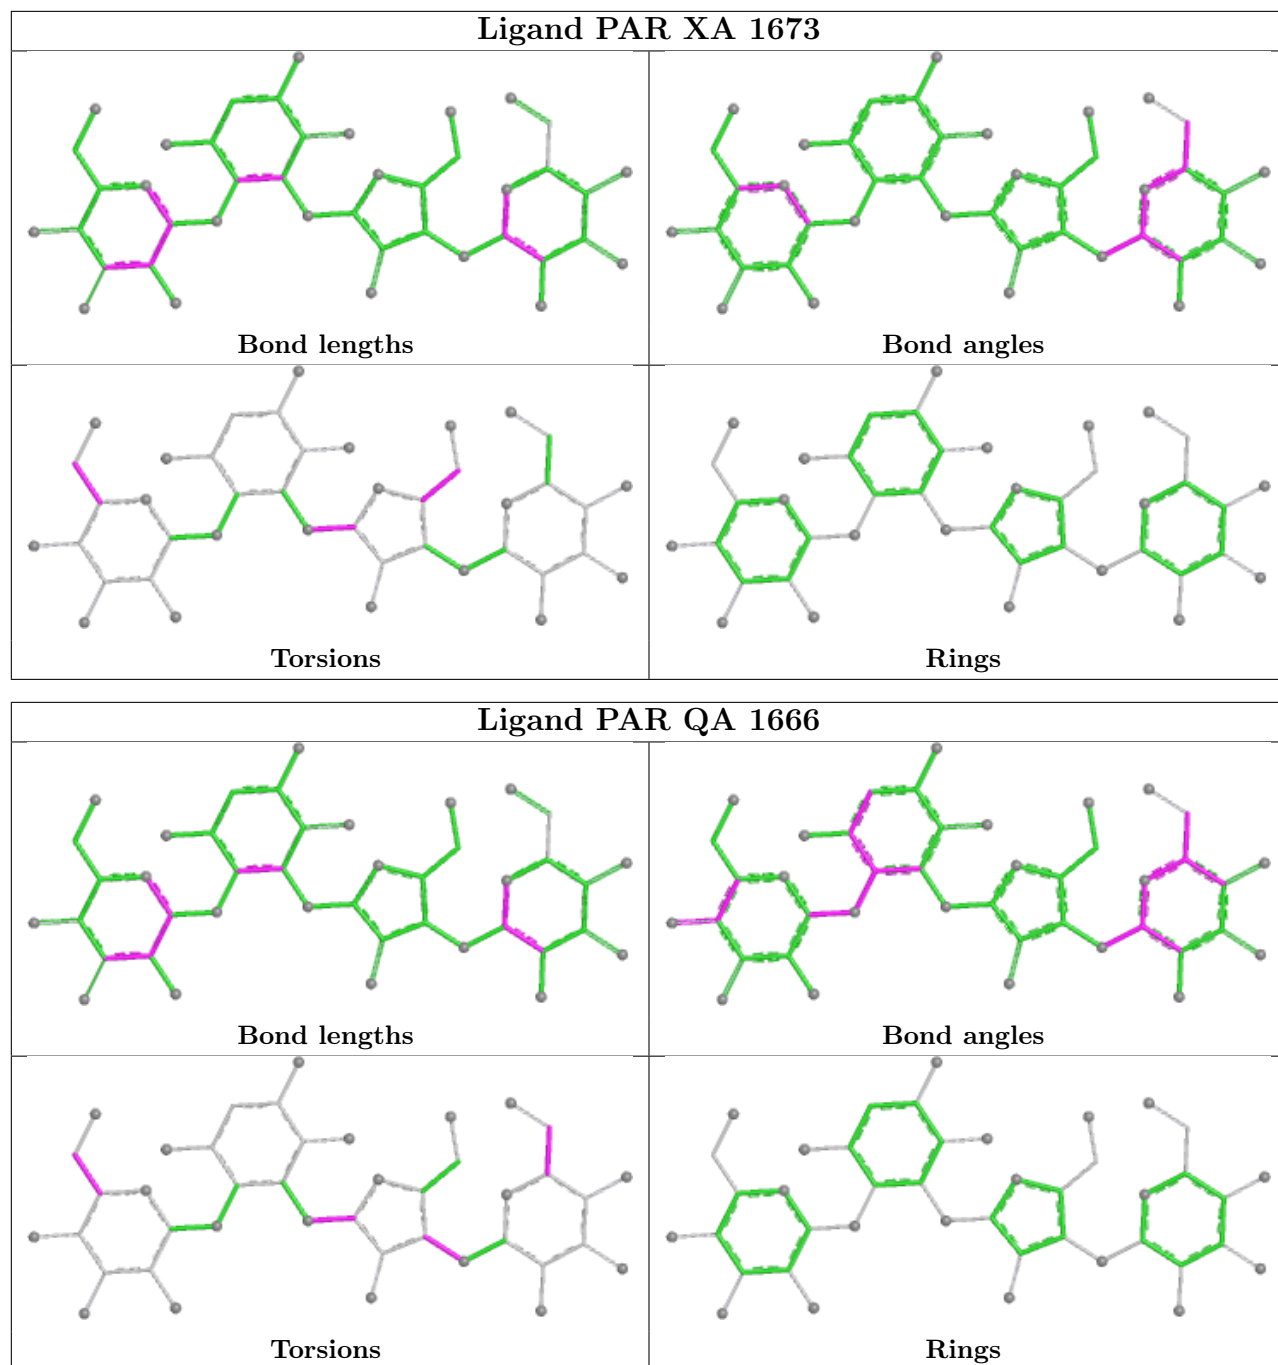 Ligand PAR XA 1673
Bond lengths
Bond angles
Torsions
Rings
Ligand PAR QA 1666
Bond lengths
Bond angles
Torsions
Rings